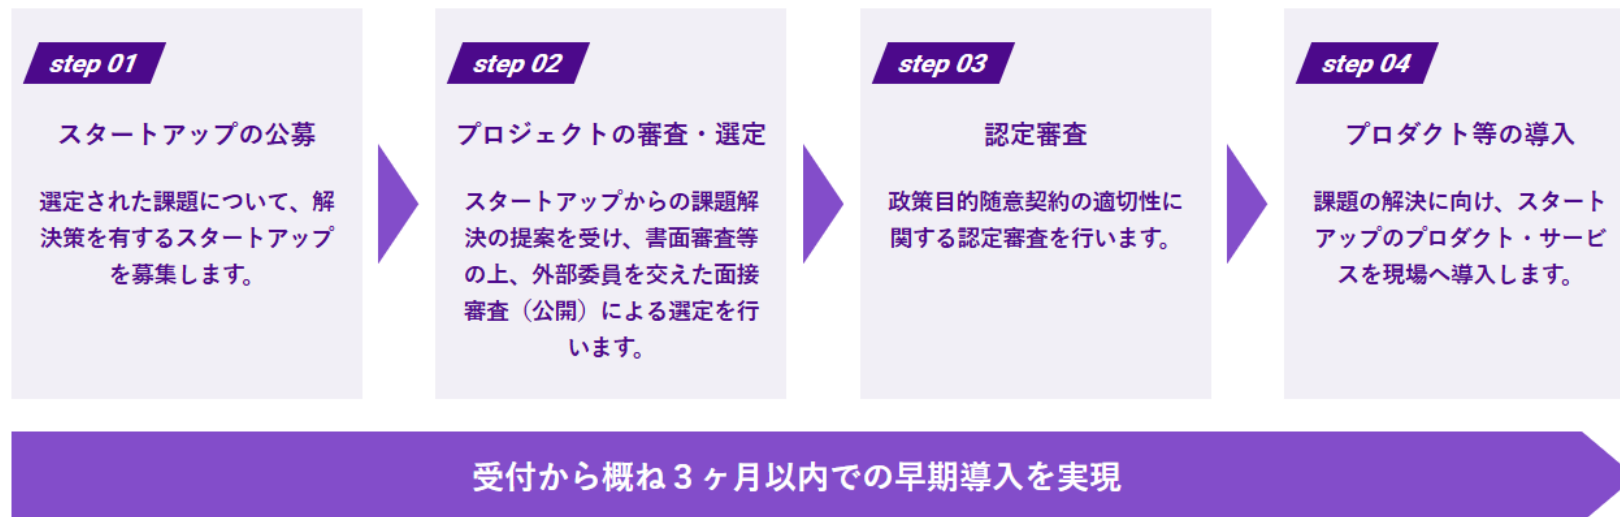 step 01
スタートアップの公募
選定された課題について、解
決策を有するスタートアップ
を募集します。
step 02
プロジェクトの審査・選定
スタートアップからの課題解
決の提案を受け、書面審査等
の上、外部委員を交えた面接
審査（公開）による選定を行
います。
step 03
認定審査
政策目的随意契約の適切性に
関する認定審査を行います。
step 04
プロダクト等の導入
課題の解決に向け、スタート
アップのプロダクト・サービ
スを現場へ導入します。
受付から概ね３ヶ月以内での早期導入を実現